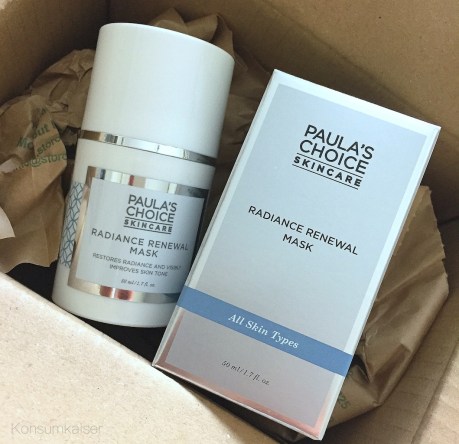 PAULA'S
CHOICE
SKINCARE
RADIANCE RENEWAL
MASK
RESTORES RADIANCE AND VISIBLY
IMPROVES SKIN TONE
50 ml/1.7 fl. oz.
PAULA'S
CHOICE
SKINCARE
RADIANCE RENEWAL
MASK
All Skin Types
50 ml/1.7 fl. oz.
Konsumkaiser